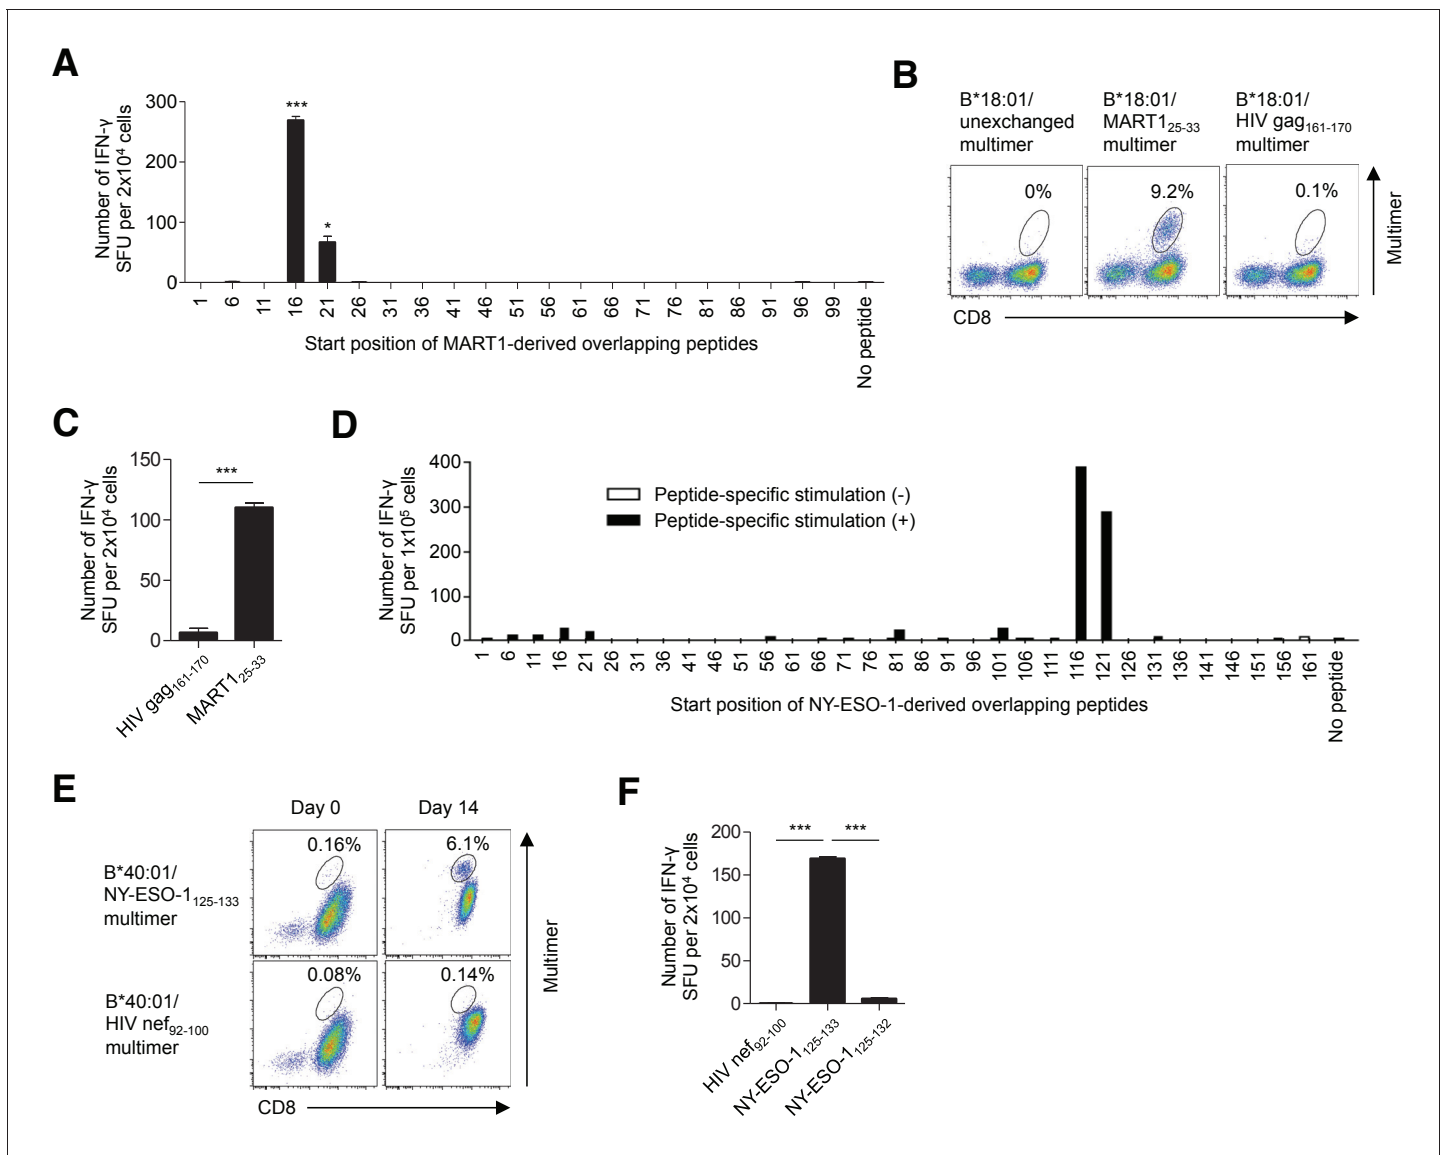 A
Number of IFN-γ
SFU per 2x10⁴ cells
300
200
100
0
***
*
1 6 11 16 21 26 31 36 41 46 51 56 61 66 71 76 81 86 91 96 99 No peptide
Start position of MART1-derived overlapping peptides
B
B*18:01/
unexchanged
multimer
B*18:01/
MART1₂₅₋₃₃
multimer
B*18:01/
HIV gag₁₆₁₋₁₇₀
multimer
0%
9.2%
0.1%
Multimer
CD8
C
Number of IFN-γ
SFU per 2x10⁴ cells
150
100
50
0
***
HIV gag₁₆₁₋₁₇₀
MART1₂₅₋₃₃
D
Number of IFN-γ
SFU per 1x10⁵ cells
400
300
200
100
0
Peptide-specific stimulation (-)
Peptide-specific stimulation (+)
1 6 11 16 21 26 31 36 41 46 51 56 61 66 71 76 81 86 91 96 101 106 111 116 121 126 131 136 141 146 151 156 161 No peptide
Start position of NY-ESO-1-derived overlapping peptides
E
Day 0
Day 14
B*40:01/
NY-ESO-1₁₂₅₋₁₃₃
multimer
0.16%
6.1%
B*40:01/
HIV nef₉₂₋₁₀₀
multimer
0.08%
0.14%
Multimer
CD8
F
Number of IFN-γ
SFU per 2x10⁴ cells
200
150
100
50
0
***
***
HIV nef₉₂₋₁₀₀
NY-ESO-1₁₂₅₋₁₃₃
NY-ESO-1₁₂₅₋₁₃₂